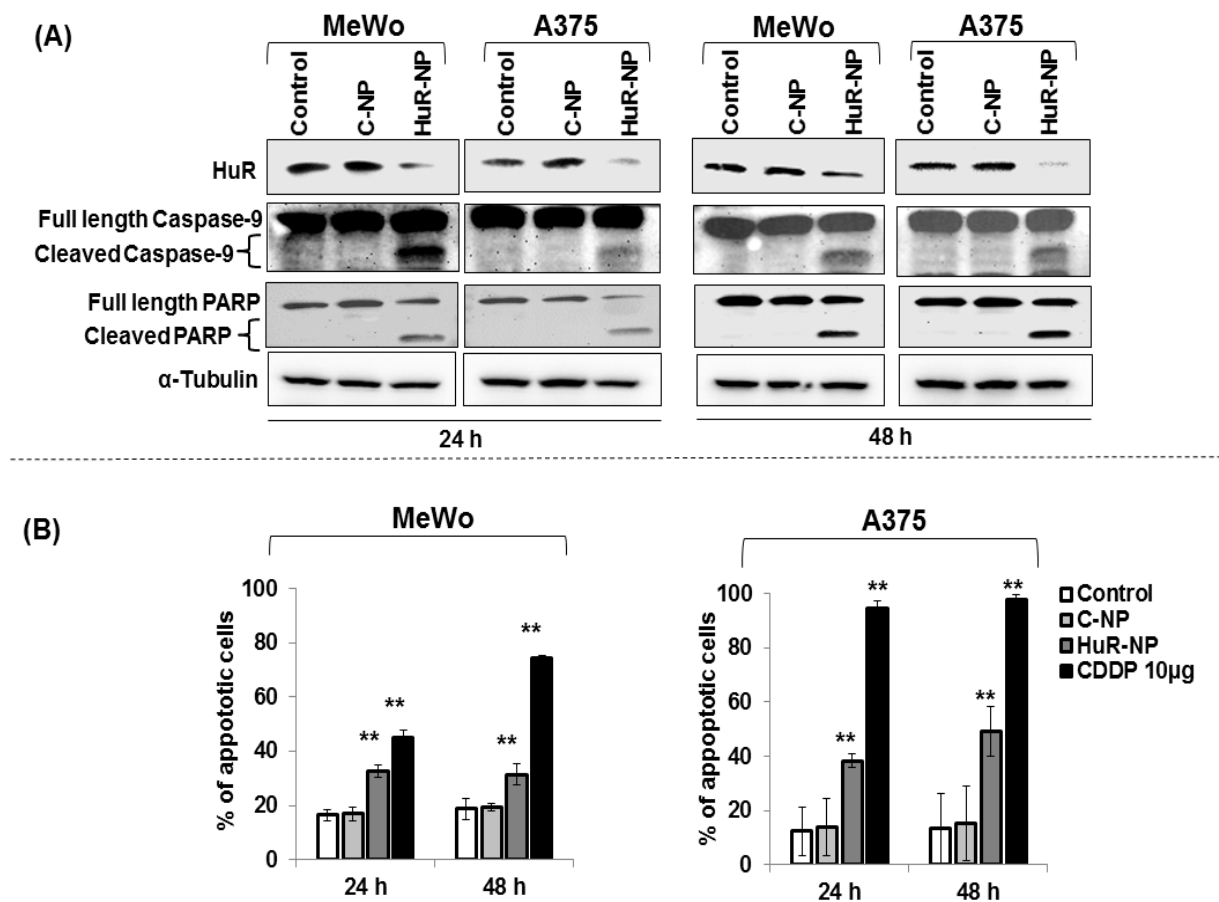 (A)
MeWo A375 MeWo A375
Control C-NP HuR-NP Control C-NP HuR-NP Control C-NP HuR-NP Control C-NP HuR-NP
HuR
Full length Caspase-9
Cleaved Caspase-9
Full length PARP
Cleaved PARP
α-Tubulin
24 h 48 h
(B)
MeWo
% of appototic cells
100
80
60
40
20
0
** **
** **
24 h 48 h
A375
% of appoptotic cells
100
80
60
40
20
0
** **
** **
24 h 48 h
Control
C-NP
HuR-NP
CDDP 10µg